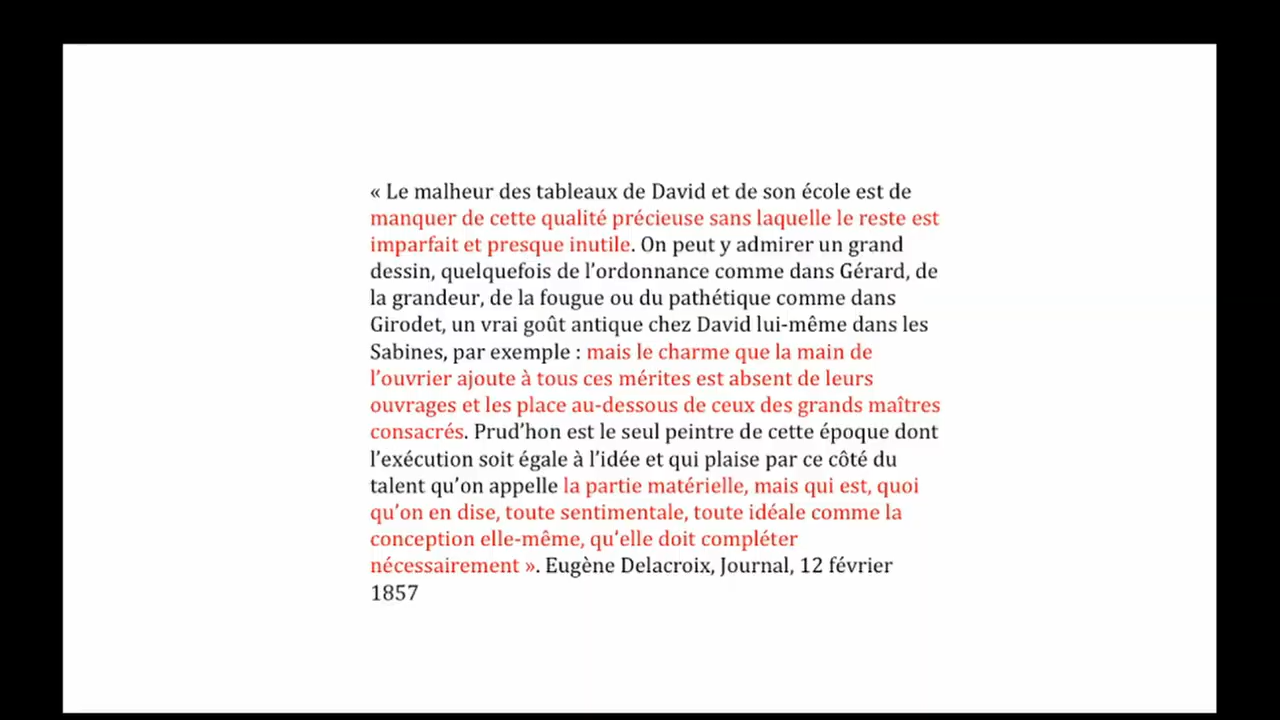 « Le malheur des tableaux de David et de son école est de
manquer de cette qualité précieuse sans laquelle le reste est
imparfait et presque inutile. On peut y admirer un grand
dessin, quelquefois de l’ordonnance comme dans Gérard, de
la grandeur, de la fougue ou du pathétique comme dans
Girodet, un vrai goût antique chez David lui-même dans les
Sabines, par exemple : mais le charme que la main de
l’ouvrier ajoute à tous ces mérites est absent de leurs
ouvrages et les place au-dessous de ceux des grands maîtres
consacrés. Prud’hon est le seul peintre de cette époque dont
l’exécution soit égale à l’idée et qui plaise par ce côté du
talent qu’on appelle la partie matérielle, mais qui est, quoi
qu’on en dise, toute sentimentale, toute idéale comme la
conception elle-même, qu’elle doit compléter
nécessairement ». Eugène Delacroix, Journal, 12 février
1857